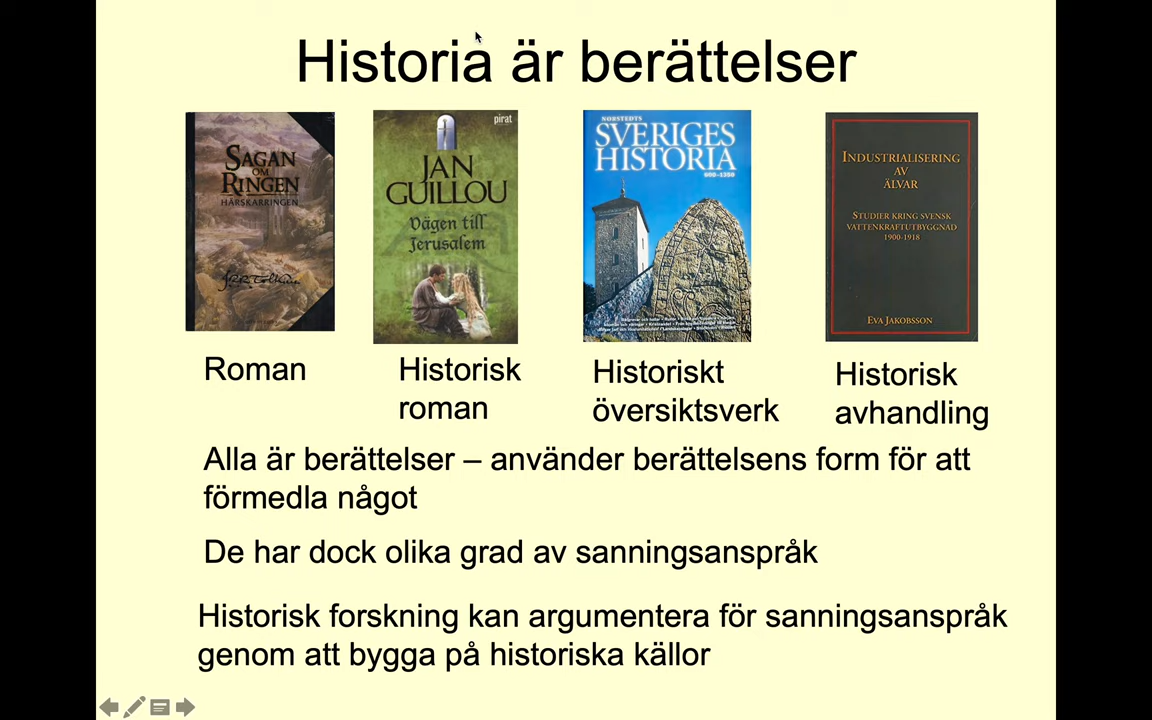 Historia är berättelser
SAGAN
OM
RINGEN
HÄRSKARRINGEN
pirat
JAN
GUILLOU
Vägen till
Jerusalem
NORSTEDTS
SVERIGES
HISTORIA
600-1350
INDUSTRIALISERING
AV
ÄLVAR
STUDIER KRING SVENSK
VATTENKRAFTUTBYGGNAD
1900-1918
EVA JAKOBSSON
Roman
Historisk
roman
Historiskt
översiktsverk
Historisk
avhandling
Alla är berättelser – använder berättelsens form för att
förmedla något
De har dock olika grad av sanningsanspråk
Historisk forskning kan argumentera för sanningsanspråk
genom att bygga på historiska källor